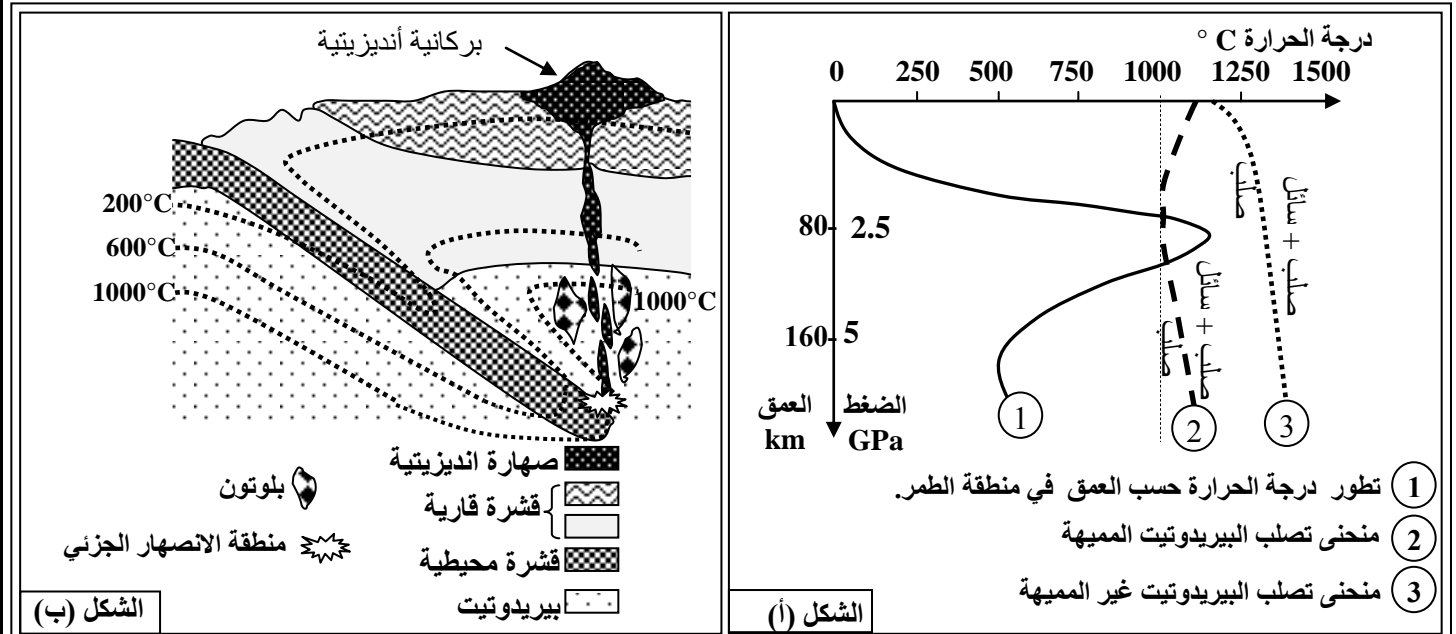 درجة الحرارة C °
0 250 500 750 1000 1250 1500
صلب
صلب + سائل
80 2.5
صلب
صلب + سائل
160 5
العمق
km
الضغط
GPa
1 2 3
1 تطور درجة الحرارة حسب العمق في منطقة الطمر.
2 منحنى تصلب البيريدوتيت المميهة
3 منحنى تصلب البيريدوتيت غير المميهة
الشكل (أ)
بركانية أنديزيتية
200°C
600°C
1000°C
1000°C
صهارة انديزيتية
قشرة قارية
قشرة محيطية
بيريدوتيت
بلوتون
منطقة الانصهار الجزئي
الشكل (ب)